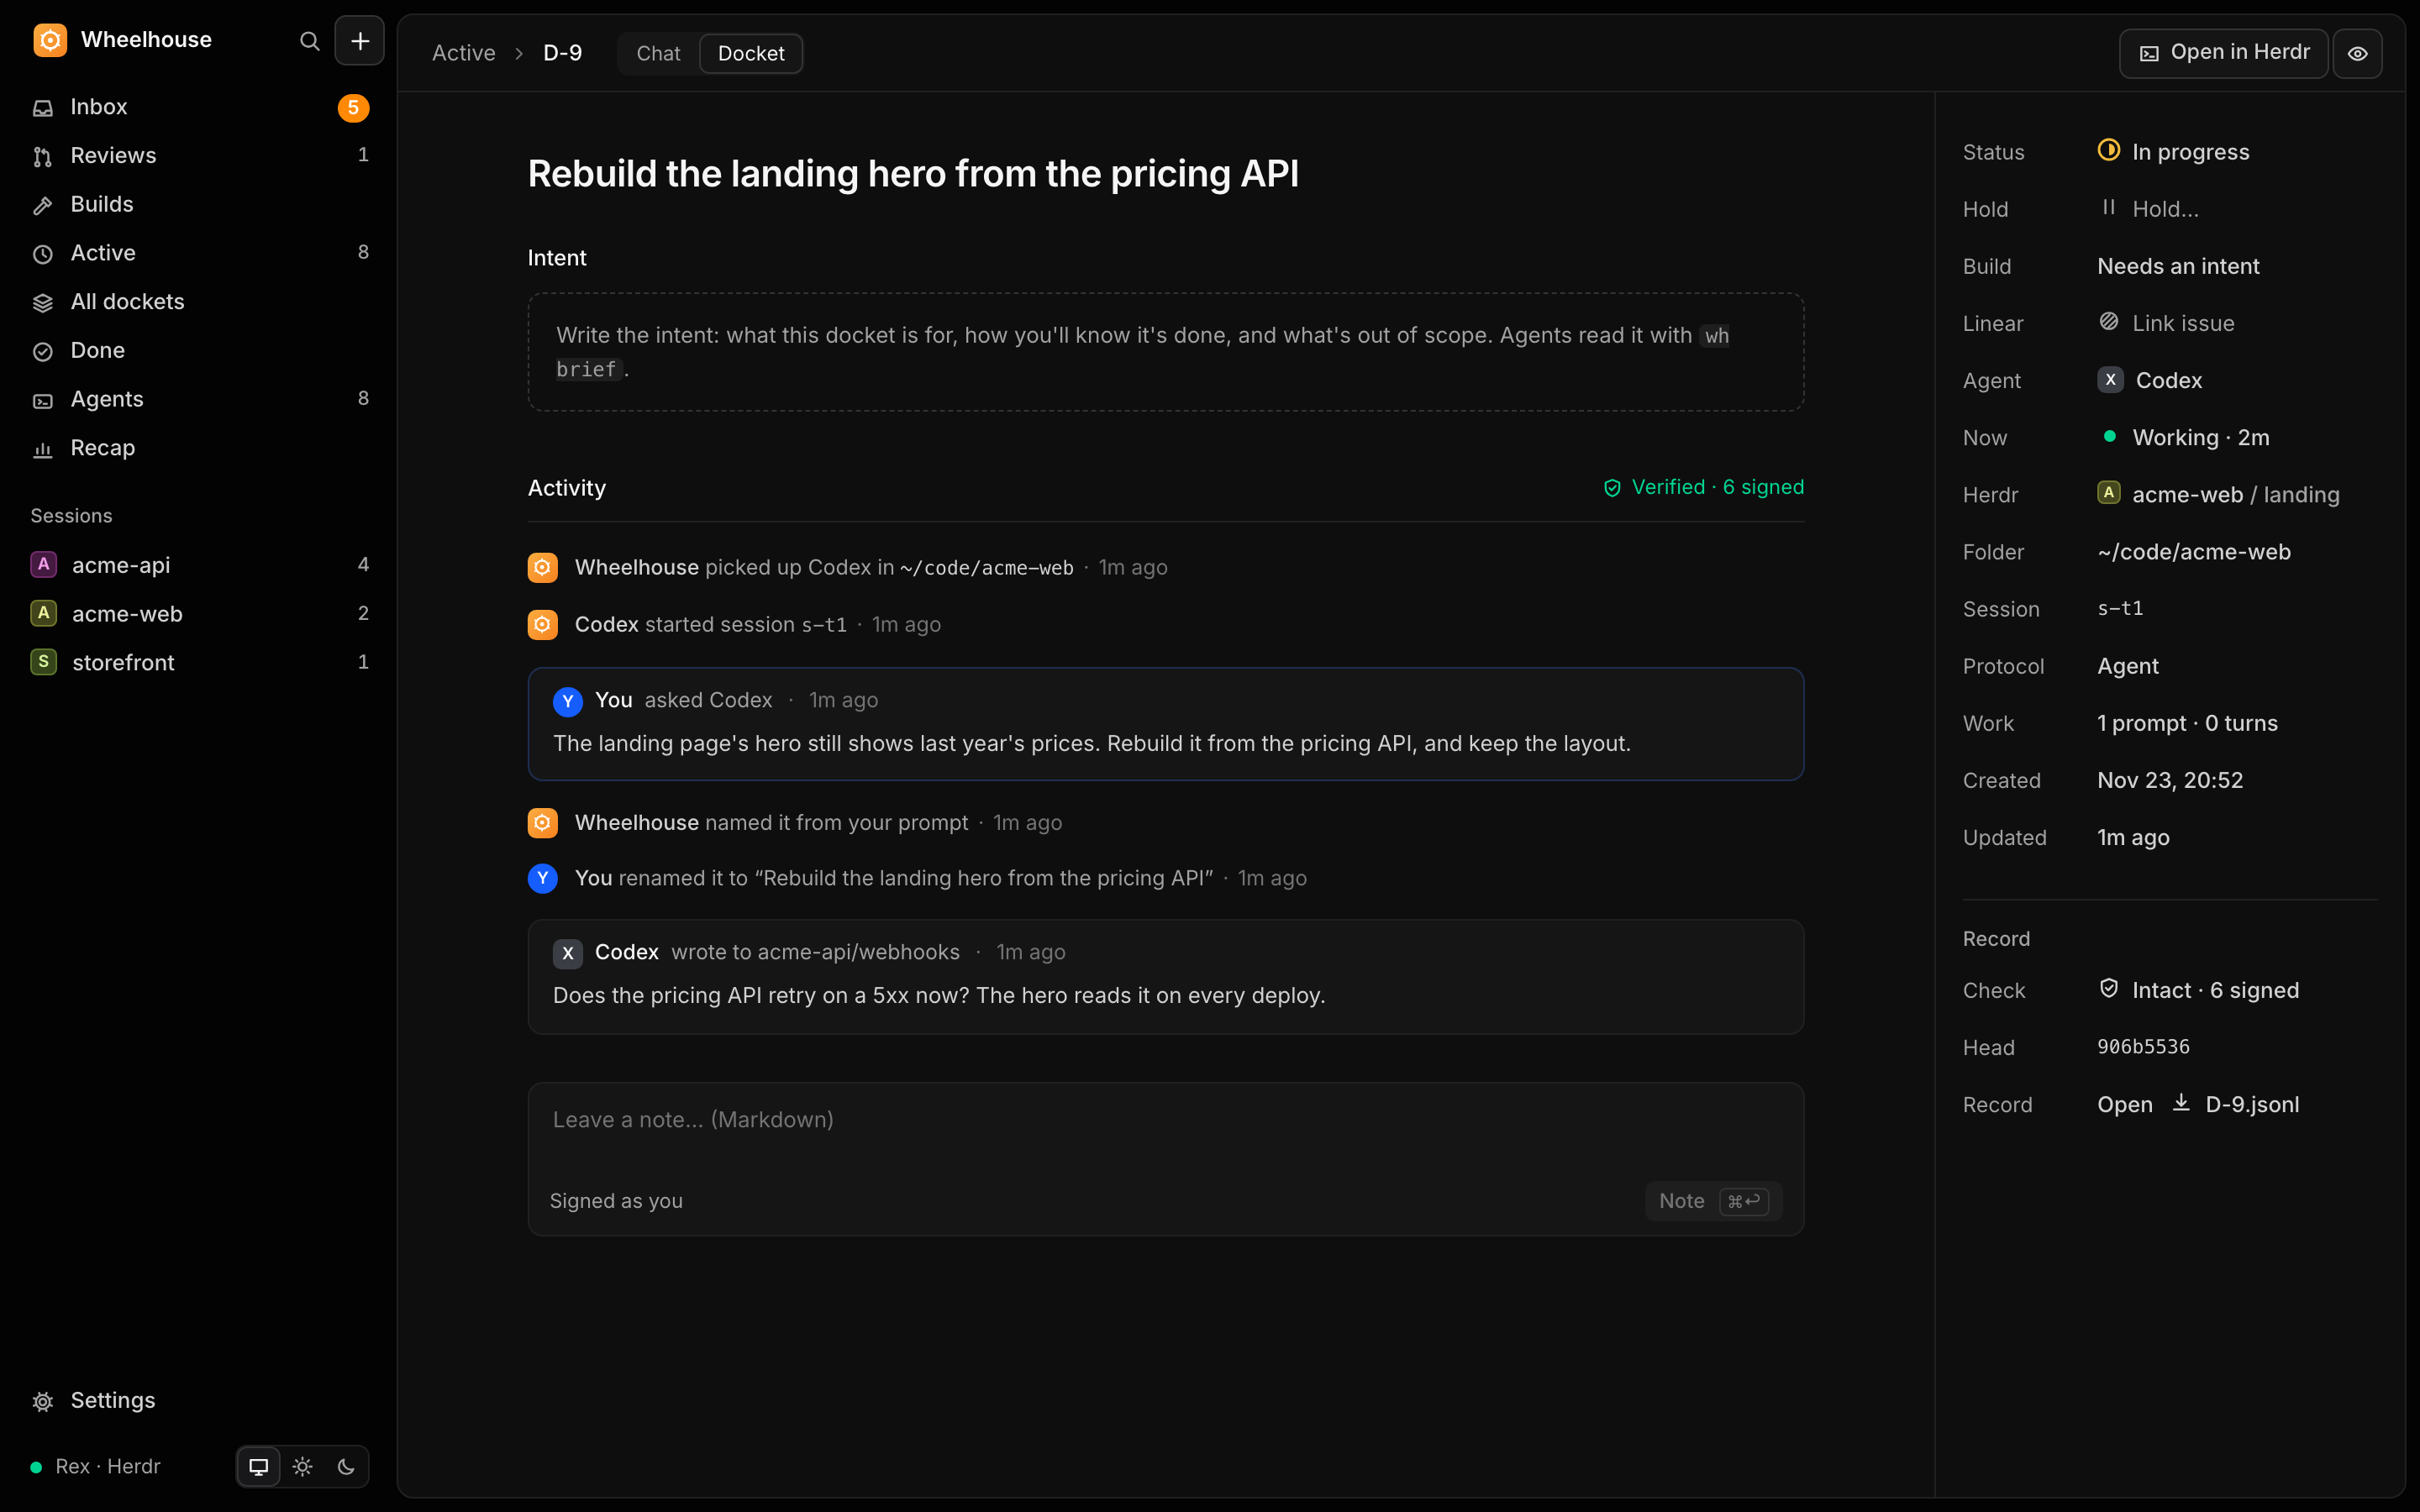 Wheelhouse
Inbox 5
Reviews 1
Builds
Active 8
All dockets
Done
Agents 8
Recap
Sessions
A acme-api 4
A acme-web 2
S storefront 1
Settings
Rex · Herdr
Active > D-9 Chat Docket
Open in Herdr
Rebuild the landing hero from the pricing API
Intent
Write the intent: what this docket is for, how you'll know it's done, and what's out of scope. Agents read it with wh
brief.
Activity Verified · 6 signed
Wheelhouse picked up Codex in ~/code/acme-web · 1m ago
Codex started session s-t1 · 1m ago
Y You asked Codex · 1m ago
The landing page's hero still shows last year's prices. Rebuild it from the pricing API, and keep the layout.
Wheelhouse named it from your prompt · 1m ago
Y You renamed it to “Rebuild the landing hero from the pricing API” · 1m ago
X Codex wrote to acme-api/webhooks · 1m ago
Does the pricing API retry on a 5xx now? The hero reads it on every deploy.
Leave a note... (Markdown)
Signed as you Note ⌘↩
Status In progress
Hold Hold...
Build Needs an intent
Linear Link issue
Agent X Codex
Now Working · 2m
Herdr A acme-web / landing
Folder ~/code/acme-web
Session s-t1
Protocol Agent
Work 1 prompt · 0 turns
Created Nov 23, 20:52
Updated 1m ago
Record
Check Intact · 6 signed
Head 906b5536
Record Open D-9.jsonl